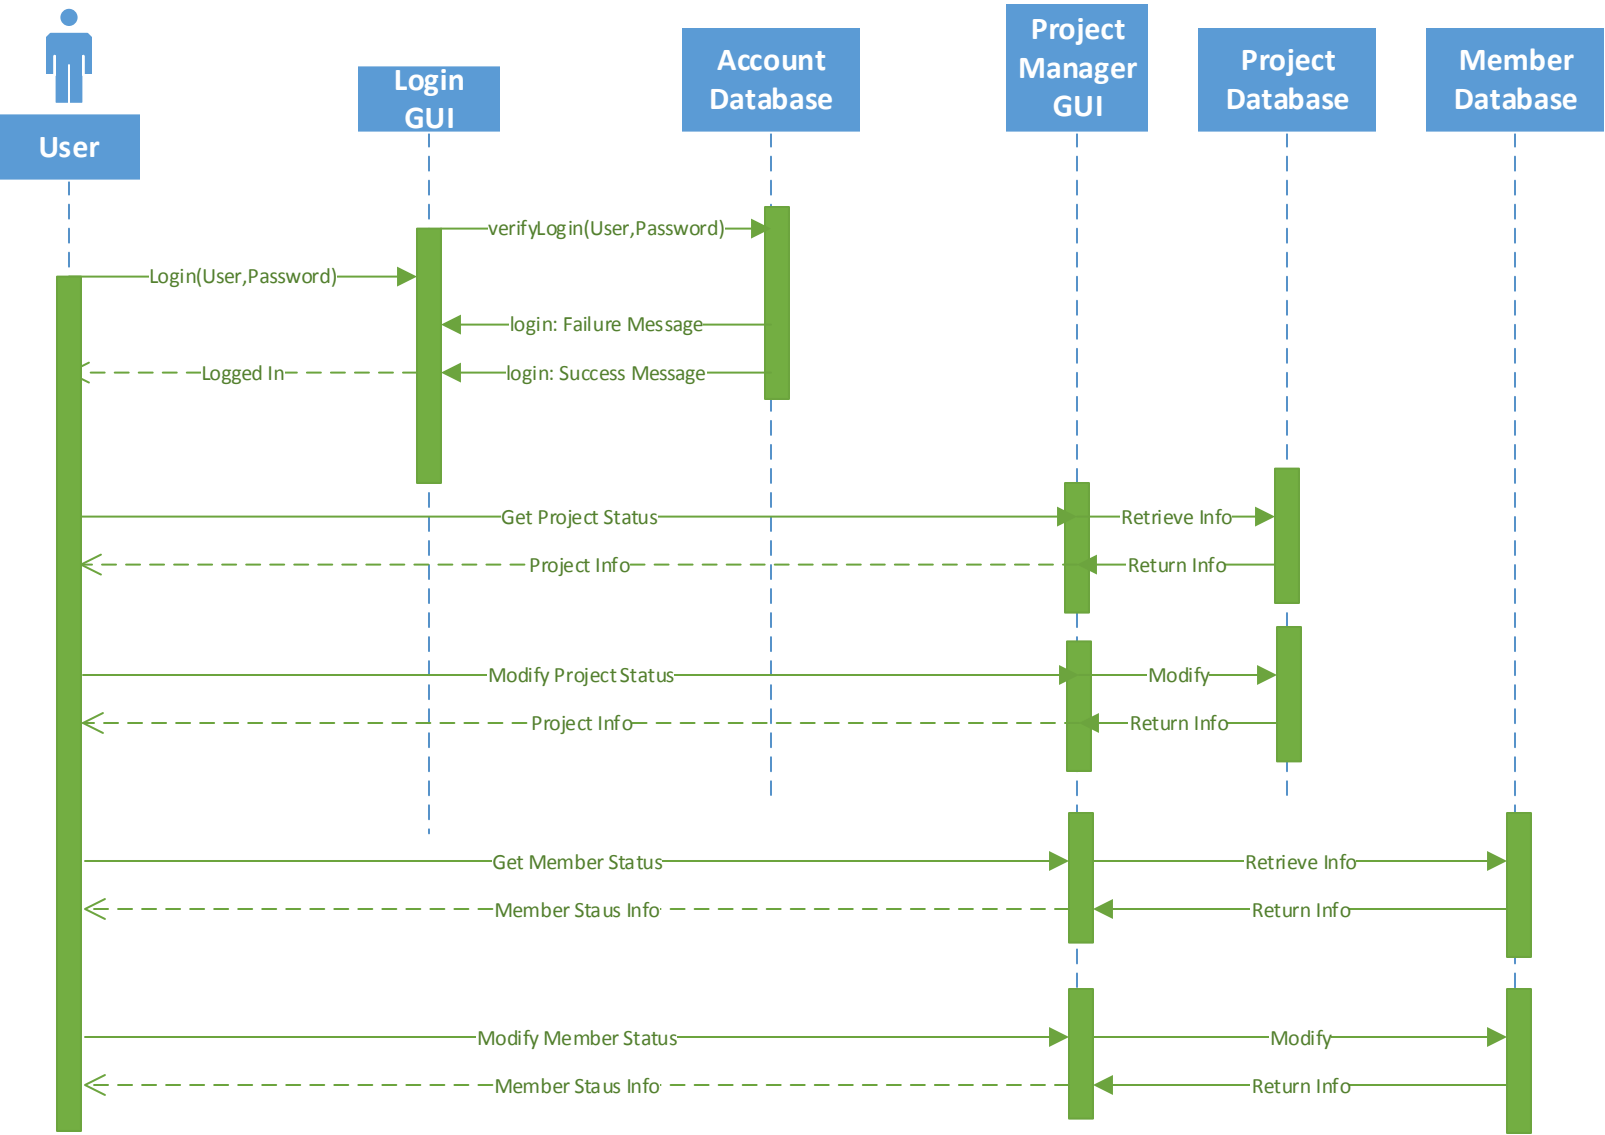 User
Login
GUI
Account
Database
Project
Manager
GUI
Project
Database
Member
Database
verifyLogin(User,Password)
Login(User,Password)
login: Failure Message
Logged In
login: Success Message
Get Project Status
Retrieve Info
Project Info
Return Info
Modify Project Status
Modify
Project Info
Return Info
Get Member Status
Retrieve Info
Member Staus Info
Return Info
Modify Member Status
Modify
Member Staus Info
Return Info